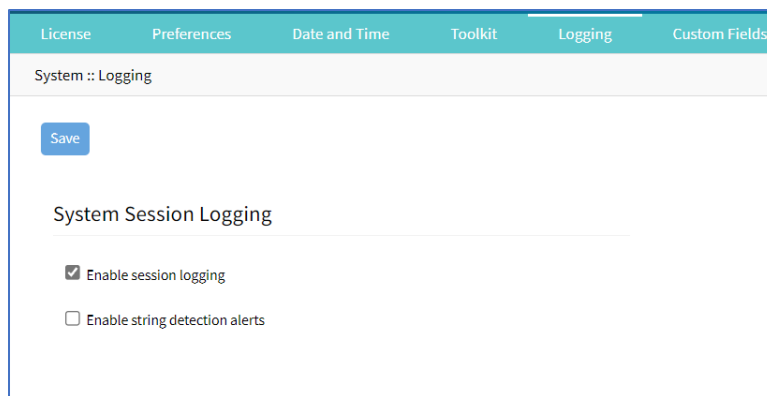 License Preferences Date and Time Toolkit Logging Custom Fields
System :: Logging
Save
System Session Logging
Enable session logging
Enable string detection alerts